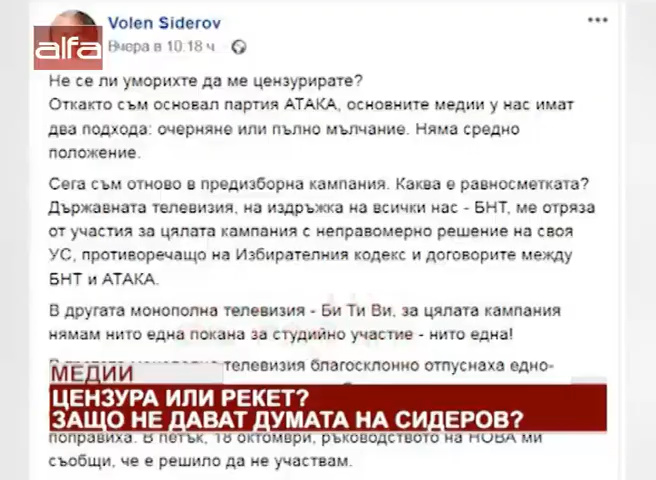 Volen Siderov
alfa
Вчера в 10:18 ч.
Не се ли уморихте да ме цензурирате?
Откакто съм основал партия АТАКА, основните медии у нас имат
два подхода: очерняне или пълно мълчание. Няма средно
положение.
Сега съм отново в предизборна кампания. Каква е равносметката?
Държавната телевизия, на издръжка на всички нас - БНТ, ме отряза
от участия за цялата кампания с неправомерно решение на своя
УС, противоречащо на Избирателния кодекс и договорите между
БНТ и АТАКА.
В другата монополна телевизия - Би Ти Ви, за цялата кампания
нямам нито една покана за студийно участие - нито една!
телевизия благосклонно отпуснаха едно-
МЕДИИ
ЦЕНЗУРА ИЛИ РЕКЕТ?
ЗАЩО НЕ ДАВАТ ДУМАТА НА СИДЕРОВ?
поправиха. В петък, 18 октомври, ръководството на НОВА ми
съобщи, че е решило да не участвам.